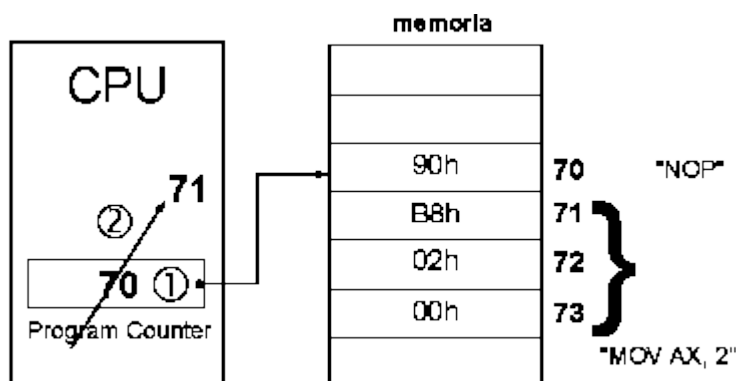 memoria
CPU
90h 70 "NOP"
71 B8h 71
②
02h 72
70 ①
00h 73
Program Counter
"MOV AX, 2"